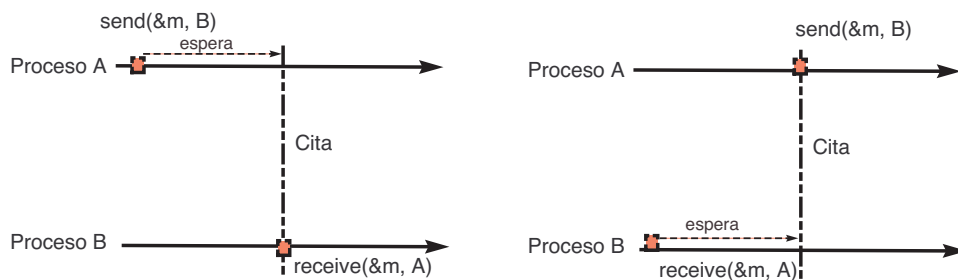 send(&m, B)
espera
Proceso A
Cita
Proceso B
receive(&m, A)
send(&m, B)
Proceso A
Cita
espera
Proceso B
receive(&m, A)